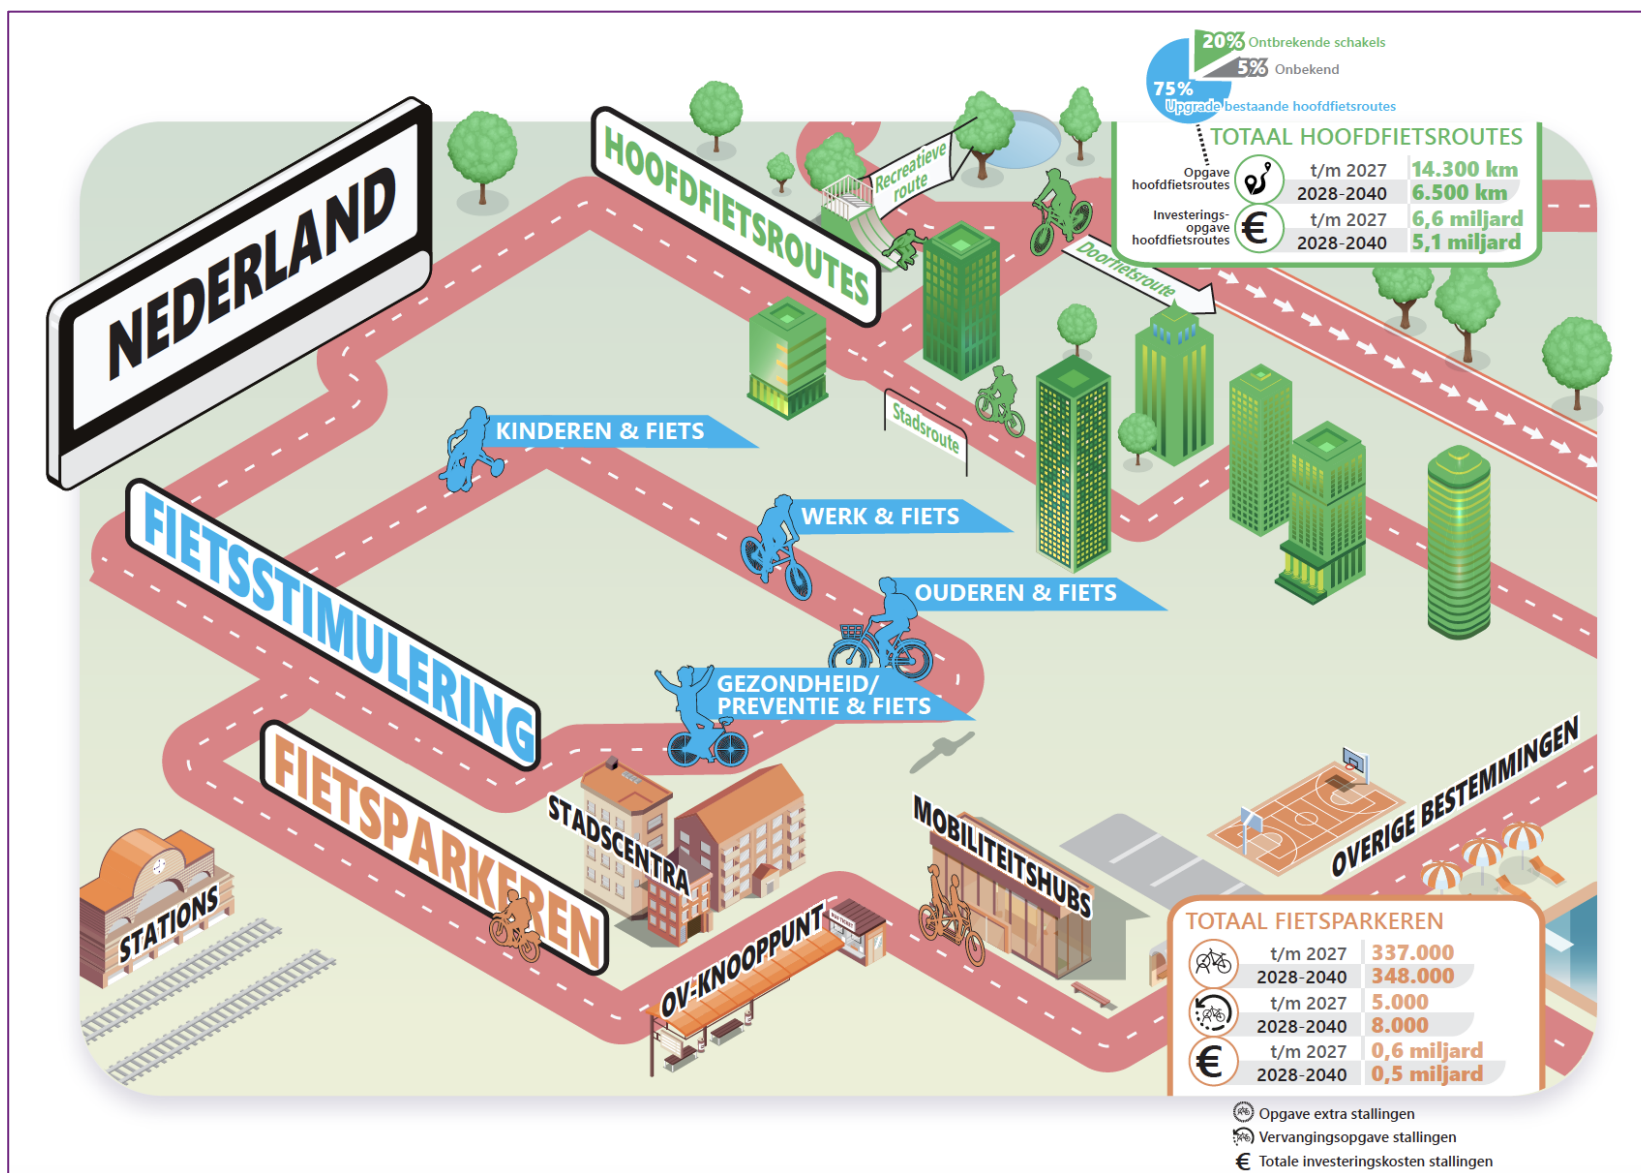 20% Ontbrekende schakels
5% Onbekend
75%
Upgrade bestaande hoofdfietsroutes
TOTAAL HOOFDFIETSROUTES
Opgave
hoofdfietsroutes
t/m 2027 14.300 km
2028-2040 6.500 km
Investerings-
opgave
hoofdfietsroutes
€
t/m 2027 6,6 miljard
2028-2040 5,1 miljard
NEDERLAND
HOOFDFIETSROUTES
Recreatieve
route
Doorfietsroute
Stadsroute
KINDEREN & FIETS
WERK & FIETS
OUDEREN & FIETS
GEZONDHEID/
PREVENTIE & FIETS
FIETSSTIMULERING
FIETSPARKEREN
STATIONS
STADSCENTRA
OV-KNOOPPUNT
MOBILITEITSHUBS
OVERIGE BESTEMMINGEN
TOTAAL FIETSPARKEREN
t/m 2027 337.000
2028-2040 348.000
t/m 2027 5.000
2028-2040 8.000
€
t/m 2027 0,6 miljard
2028-2040 0,5 miljard
Opgave extra stallingen
Vervangingsopgave stallingen
€ Totale investeringskosten stallingen